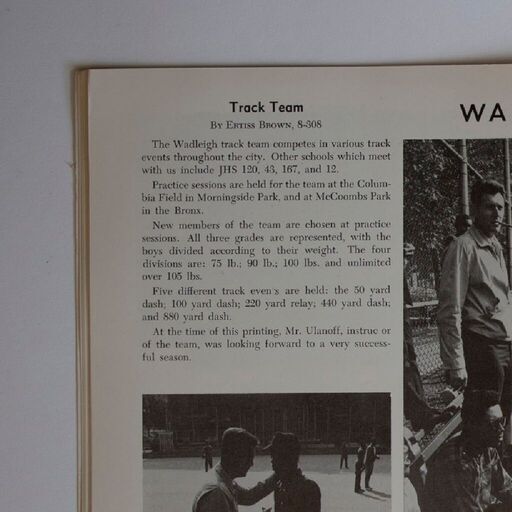 Track Team
By Ertiss Brown, 8-308
The Wadleigh track team competes in various track
events throughout the city. Other schools which meet
with us include JHS 120, 43, 167, and 12.
Practice sessions are held for the team at the Colum-
bia Field in Morningside Park, and at McCoombs Park
in the Bronx.
New members of the team are chosen at practice
sessions. All three grades are represented, with the
boys divided according to their weight. The four
divisions are: 75 lb.; 90 lb.; 100 lbs. and unlimited
over 105 lbs.
Five different track even s are held: the 50 yard
dash; 100 yard dash; 220 yard relay; 440 yard dash;
and 880 yard dash.
At the time of this printing, Mr. Ulanoff, instruc or
of the team, was looking forward to a very success-
ful season.
WA